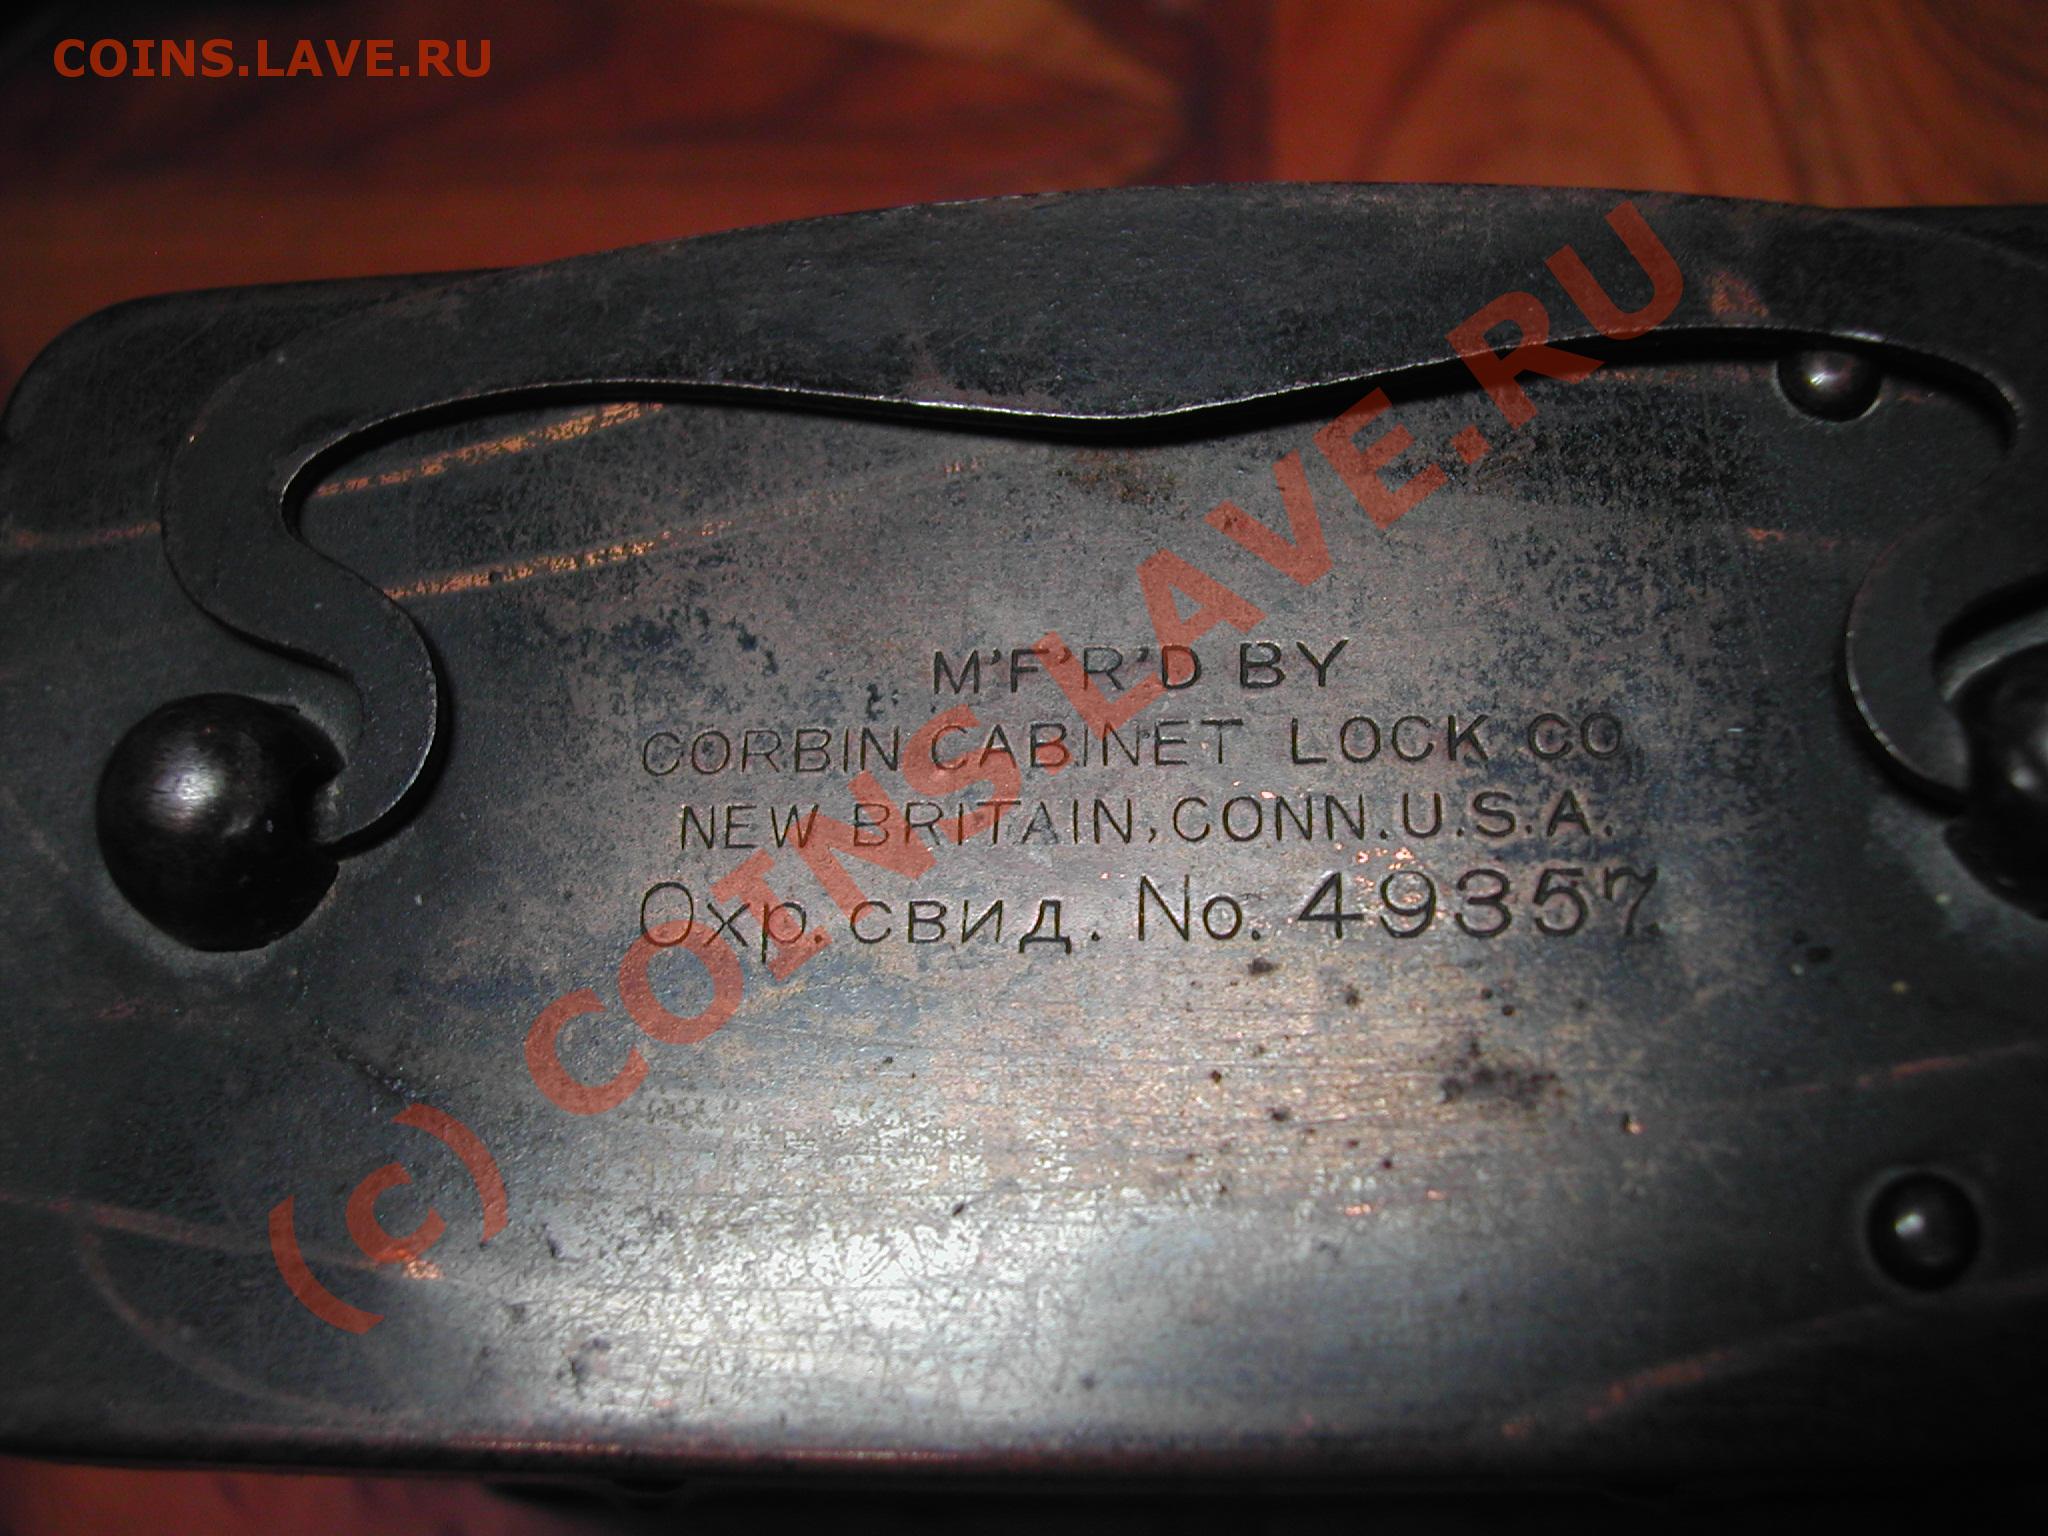 COINS.LAVE.RU
M'F'R'D BY
CORBIN CABINET LOCK CO
NEW BRITAIN, CONN. U.S.A.
Охр. свид. No. 49357
(c) COINS.LAVE.RU